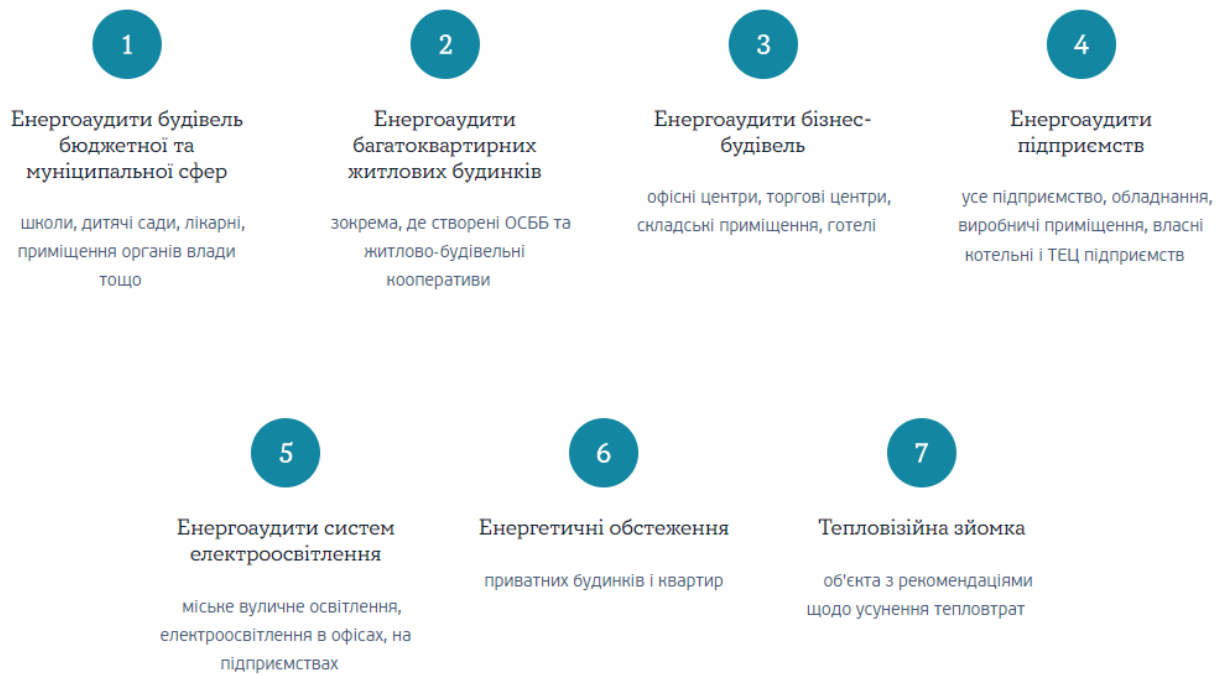 1
Енергоаудити будівель
бюджетної та
муніципальної сфер
школи, дитячі сади, лікарні,
приміщення органів влади
тощо
2
Енергоаудити
багатоквартирних
житлових будинків
зокрема, де створені ОСББ та
житлово-будівельні
кооперативи
3
Енергоаудити бізнес-
будівель
офісні центри, торгові центри,
складські приміщення, готелі
4
Енергоаудити
підприємств
усе підприємство, обладнання,
виробничі приміщення, власні
котельні і ТЕЦ підприємств
5
Енергоаудити систем
електроосвітлення
міське вуличне освітлення,
електроосвітлення в офісах, на
підприємствах
6
Енергетичні обстеження
приватних будинків і квартир
7
Тепловізійна зйомка
об'єкта з рекомендаціями
щодо усунення тепловтрат